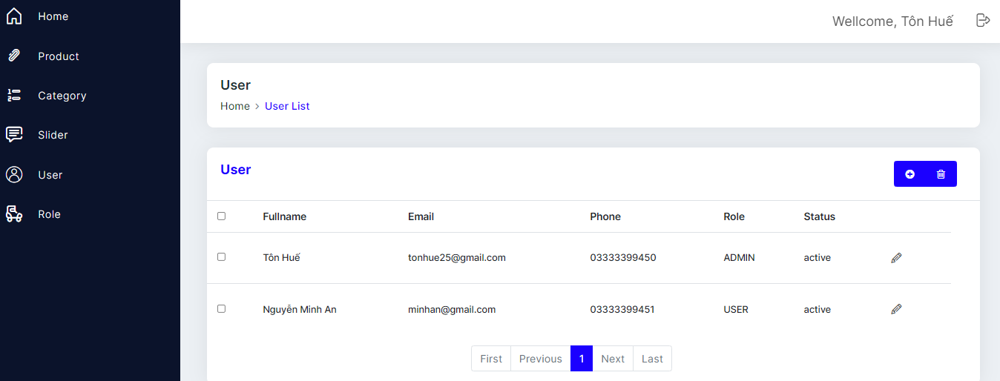 Home
Product
Category
Slider
User
Role
Wellcome, Tôn Huế
User
Home > User List
User
Fullname Email Phone Role Status
Tôn Huế tonhue25@gmail.com 03333399450 ADMIN active
Nguyễn Minh An minhan@gmail.com 03333399451 USER active
First Previous 1 Next Last